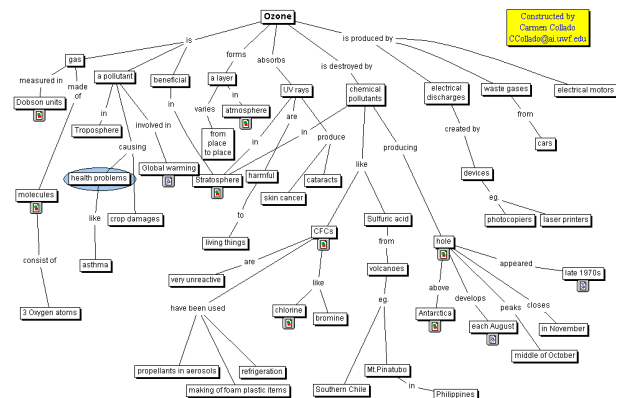 Ozone
Constructed by
Carmen Collado
CCollado@ai.uwf.edu
is
forms
absorbs
is destroyed by
is produced by
gas
a pollutant
beneficial
a layer
UV rays
chemical
pollutants
electrical
discharges
waste gases
electrical motors
measured in
made
of
in
varies
in
from
Dobson units
atmosphere
are
produce
created by
cars
in
involved in
from
place
to place
in
in
producing
Troposphere
causing
like
devices
health problems
Global warming
Stratosphere
harmful
cataracts
eg.
molecules
skin cancer
photocopiers
laser printers
crop damages
to
CFCs
Sulfuric acid
like
living things
hole
consist of
asthma
are
from
appeared
late 1970s
very unreactive
like
volcanoes
above
develops
peaks
closes
3 Oxygen atoms
have been used
chlorine
bromine
eg.
Antarctica
each August
in November
middle of October
propellants in aerosols
refrigeration
Mt.Pinatubo
making of foam plastic items
Southern Chile
in
Philippines